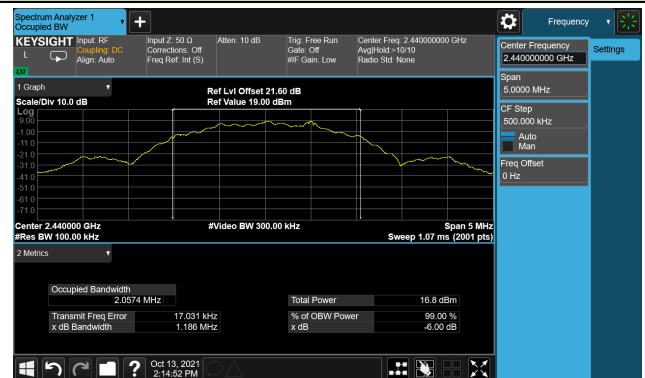 Spectrum Analyzer 1
Occupied BW
Frequency
KEYSIGHT
L
LXI
Input: RF
Coupling: DC
Align: Auto
Input Z: 50 Ω
Corrections: Off
Freq Ref: Int (S)
Atten: 10 dB
Trig: Free Run
Gate: Off
#IF Gain: Low
Center Freq: 2.440000000 GHz
Avg|Hold:>10/10
Radio Std: None
Center Frequency
2.440000000 GHz
Settings
Span
5.0000 MHz
CF Step
500.000 kHz
Auto
Man
Freq Offset
0 Hz
1 Graph
Scale/Div 10.0 dB
Ref Lvl Offset 21.60 dB
Ref Value 19.00 dBm
Log
9.00
-1.00
-11.0
-21.0
-31.0
-41.0
-51.0
-61.0
-71.0
Center 2.440000 GHz
#Res BW 100.00 kHz
#Video BW 300.00 kHz
Span 5 MHz
Sweep 1.07 ms (2001 pts)
2 Metrics
Occupied Bandwidth
2.0574 MHz
Total Power 16.8 dBm
Transmit Freq Error 17.031 kHz
% of OBW Power 99.00 %
x dB Bandwidth 1.186 MHz
x dB -6.00 dB
?
Oct 13, 2021
2:14:52 PM